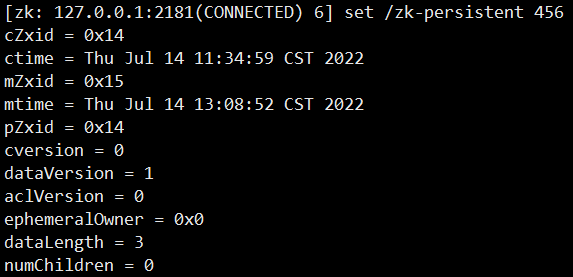 [zk: 127.0.0.1:2181(CONNECTED) 6] set /zk-persistent 456
cZxid = 0x14
ctime = Thu Jul 14 11:34:59 CST 2022
mZxid = 0x15
mtime = Thu Jul 14 13:08:52 CST 2022
pZxid = 0x14
cversion = 0
dataVersion = 1
aclVersion = 0
ephemeralOwner = 0x0
dataLength = 3
numChildren = 0